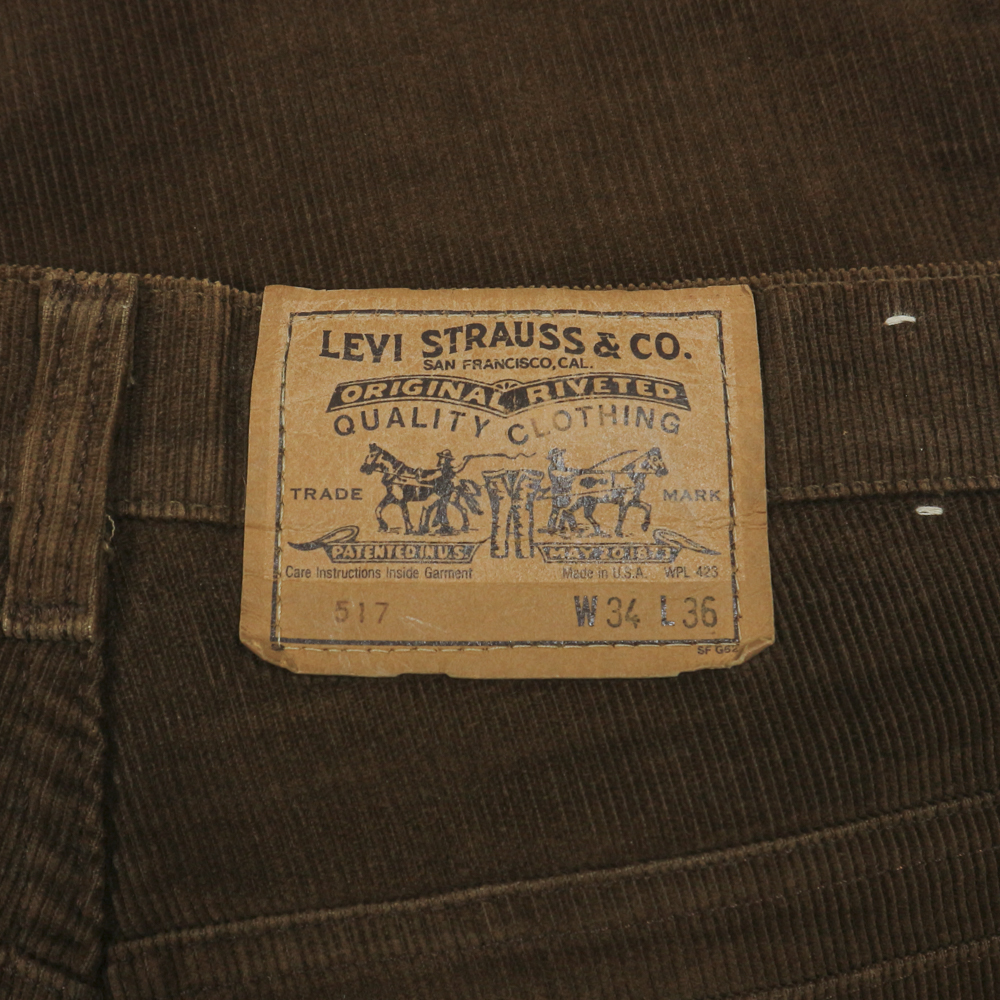 LEVI STRAUSS & CO.
SAN FRANCISCO, CAL.
ORIGINAL RIVETED
QUALITY CLOTHING
TRADE MARK
PATENTED IN U.S. MAY 20 1873
Care Instructions Inside Garment Made in U.S.A. WPL 423
517 W 34 L 36
SF